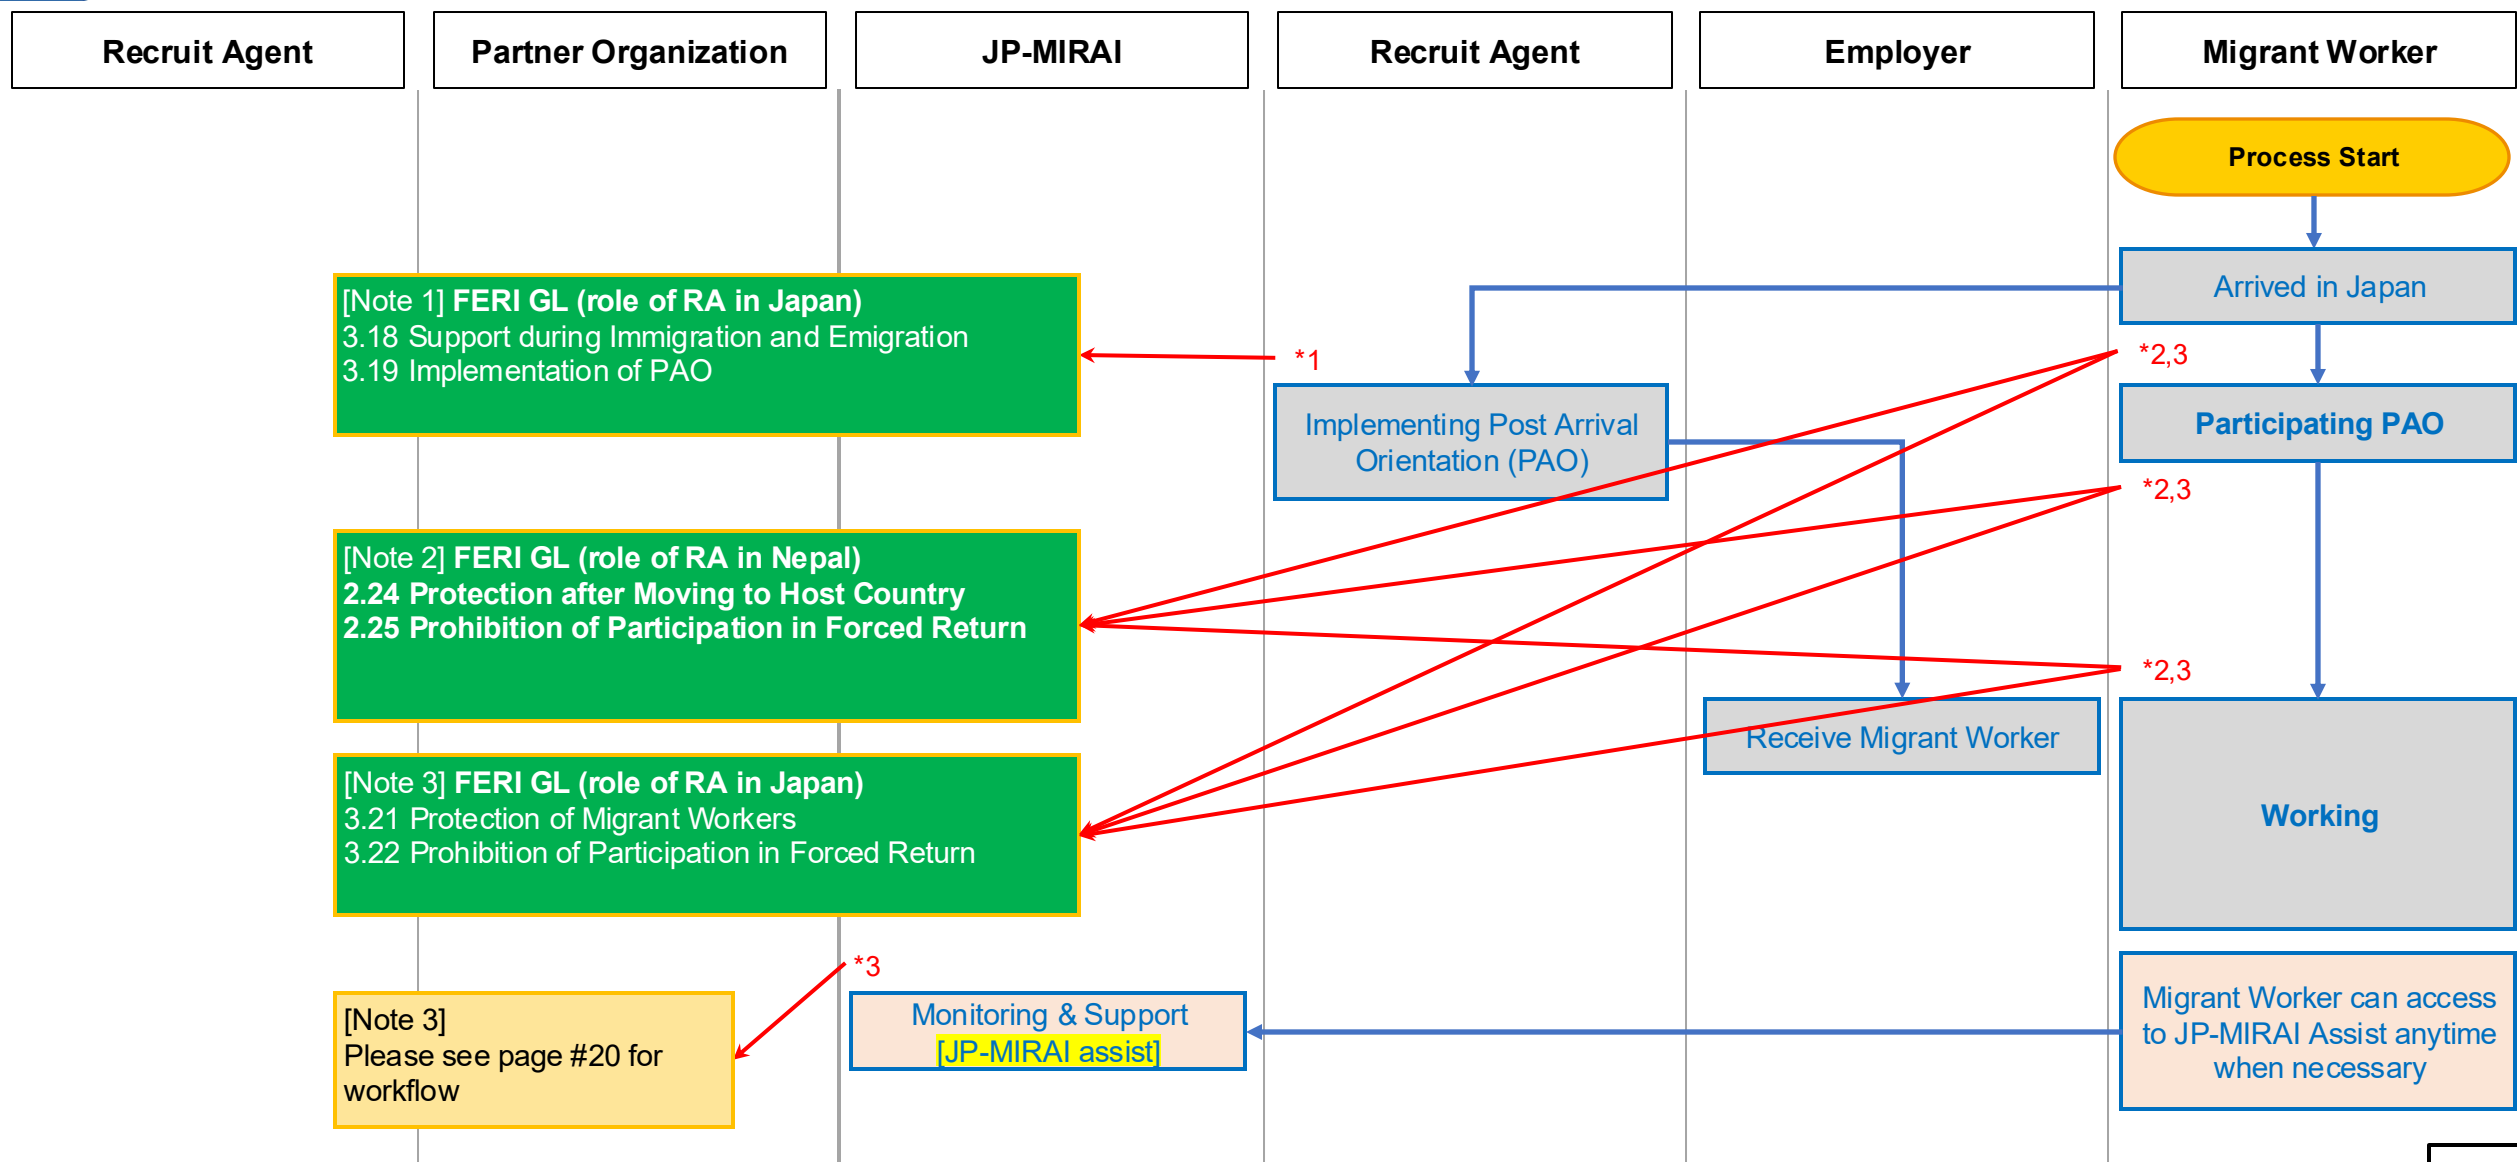 Recruit Agent
Partner Organization
JP-MIRAI
Recruit Agent
Employer
Migrant Worker
Process Start
Arrived in Japan
[Note 1] FERI GL (role of RA in Japan)
3.18 Support during Immigration and Emigration
3.19 Implementation of PAO
*1
*2,3
Implementing Post Arrival
Orientation (PAO)
Participating PAO
*2,3
[Note 2] FERI GL (role of RA in Nepal)
2.24 Protection after Moving to Host Country
2.25 Prohibition of Participation in Forced Return
*2,3
Receive Migrant Worker
Working
[Note 3] FERI GL (role of RA in Japan)
3.21 Protection of Migrant Workers
3.22 Prohibition of Participation in Forced Return
*3
[Note 3]
Please see page #20 for
workflow
Monitoring & Support
[JP-MIRAI assist]
Migrant Worker can access
to JP-MIRAI Assist anytime
when necessary